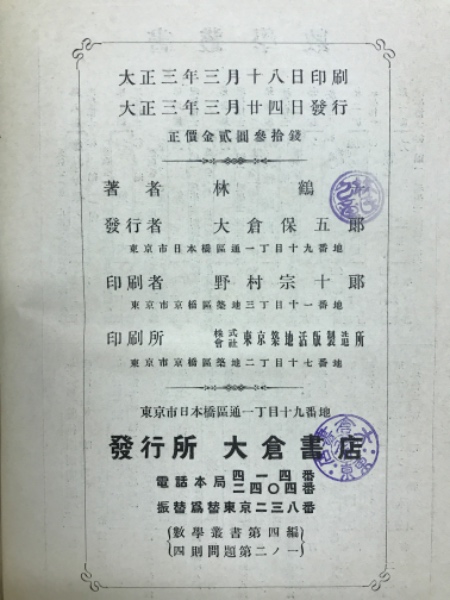 大正三年三月十八日印刷
大正三年三月廿四日發行
正價金貳圓參拾錢
著者 林 鶴
發行者 大倉保五郎
東京市日本橋區通一丁目十九番地
印刷者 野村宗十郎
東京市京橋區築地三丁目十一番地
印刷所 株式會社 東京築地活版製造所
東京市京橋區築地二丁目十七番地
東京市日本橋區通一丁目十九番地
發行所 大倉書店
電話本局 四一四番 二四〇四番
振替爲替東京二三八番
數學叢書第四編
四則問題第二ノ一